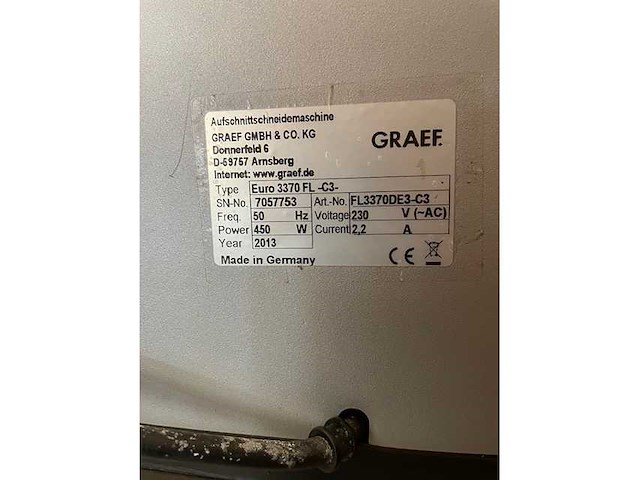 Aufschnittschneidemaschine
GRAEF GMBH & CO. KG
Donnerfeld 6
D-59757 Arnsberg
Internet: www.graef.de
GRAEF.
Type Euro 3370 FL -C3-
SN-No. 7057753 Art.-No. FL3370DE3-C3
Freq. 50 Hz Voltage 230 V (~AC)
Power 450 W Current 2,2 A
Year 2013
Made in Germany CE